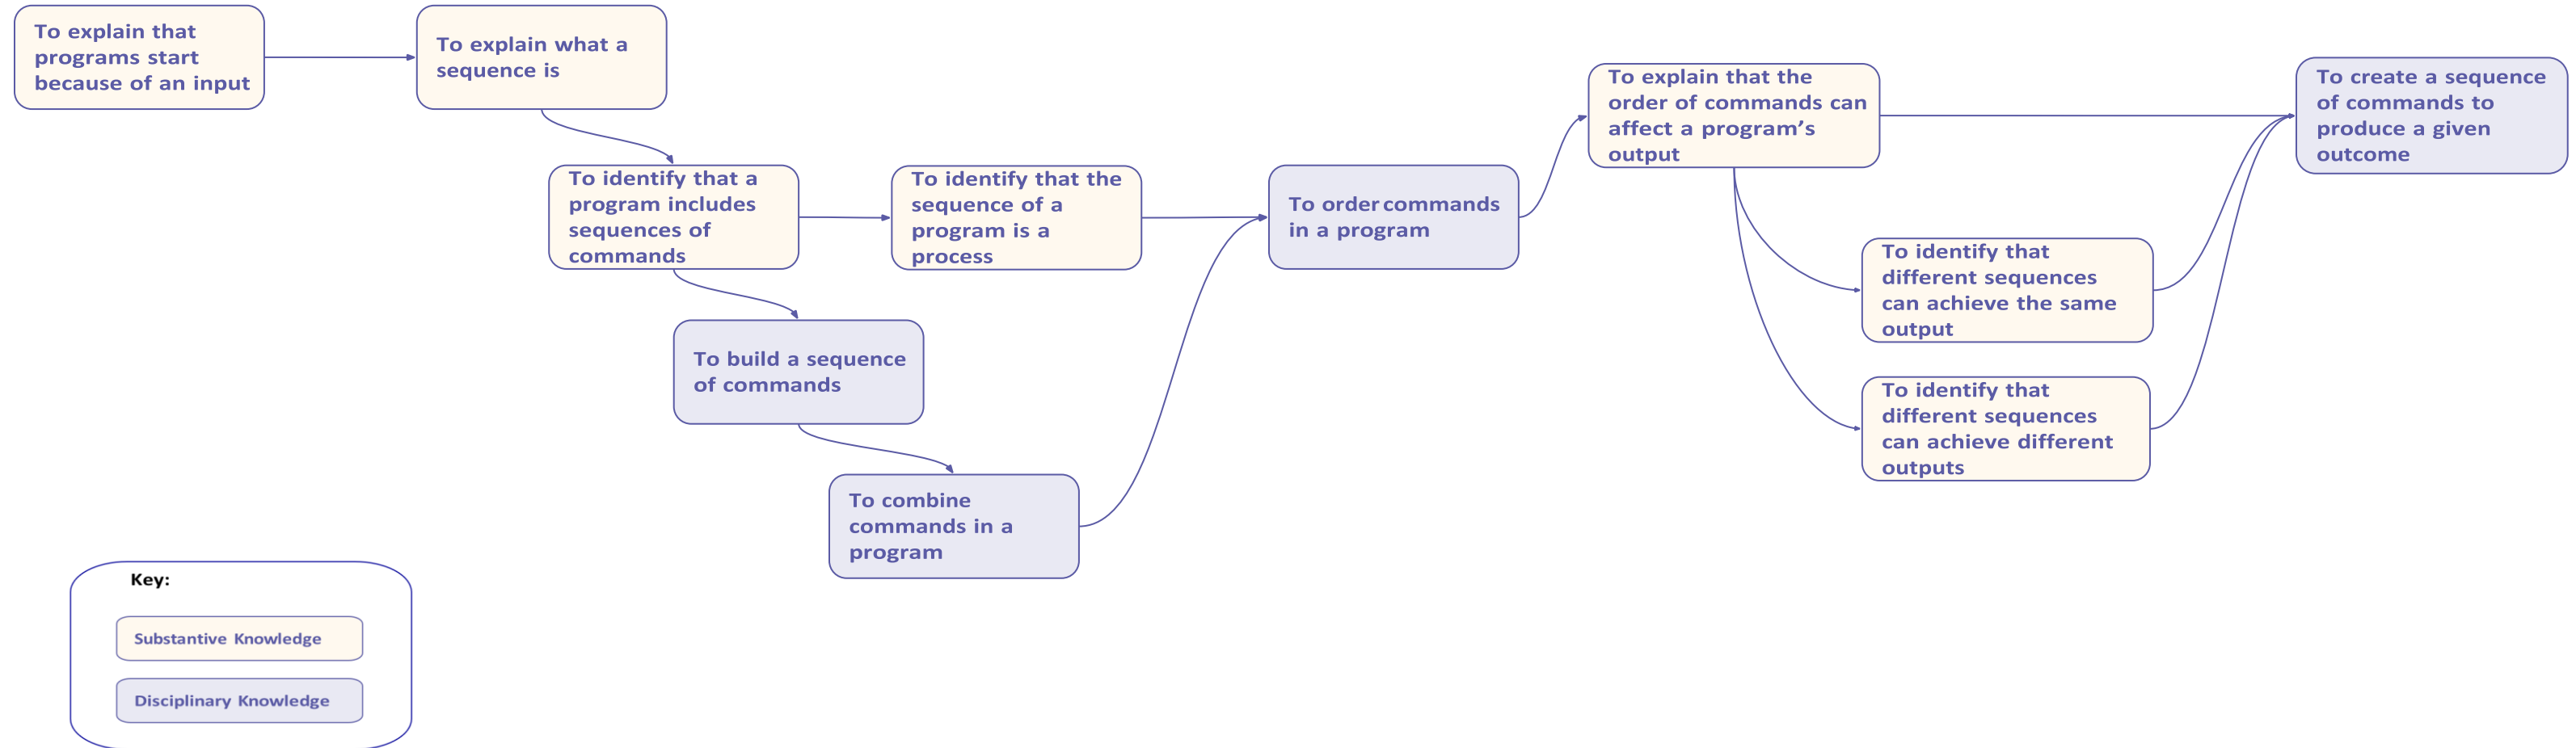 To explain that
programs start
because of an input
To explain what a
sequence is
To identify that a
program includes
sequences of
commands
To identify that the
sequence of a
program is a
process
To build a sequence
of commands
To combine
commands in a
program
To order commands
in a program
To explain that the
order of commands can
affect a program’s
output
To identify that
different sequences
can achieve the same
output
To identify that
different sequences
can achieve different
outputs
To create a sequence
of commands to
produce a given
outcome
Key:
Substantive Knowledge
Disciplinary Knowledge